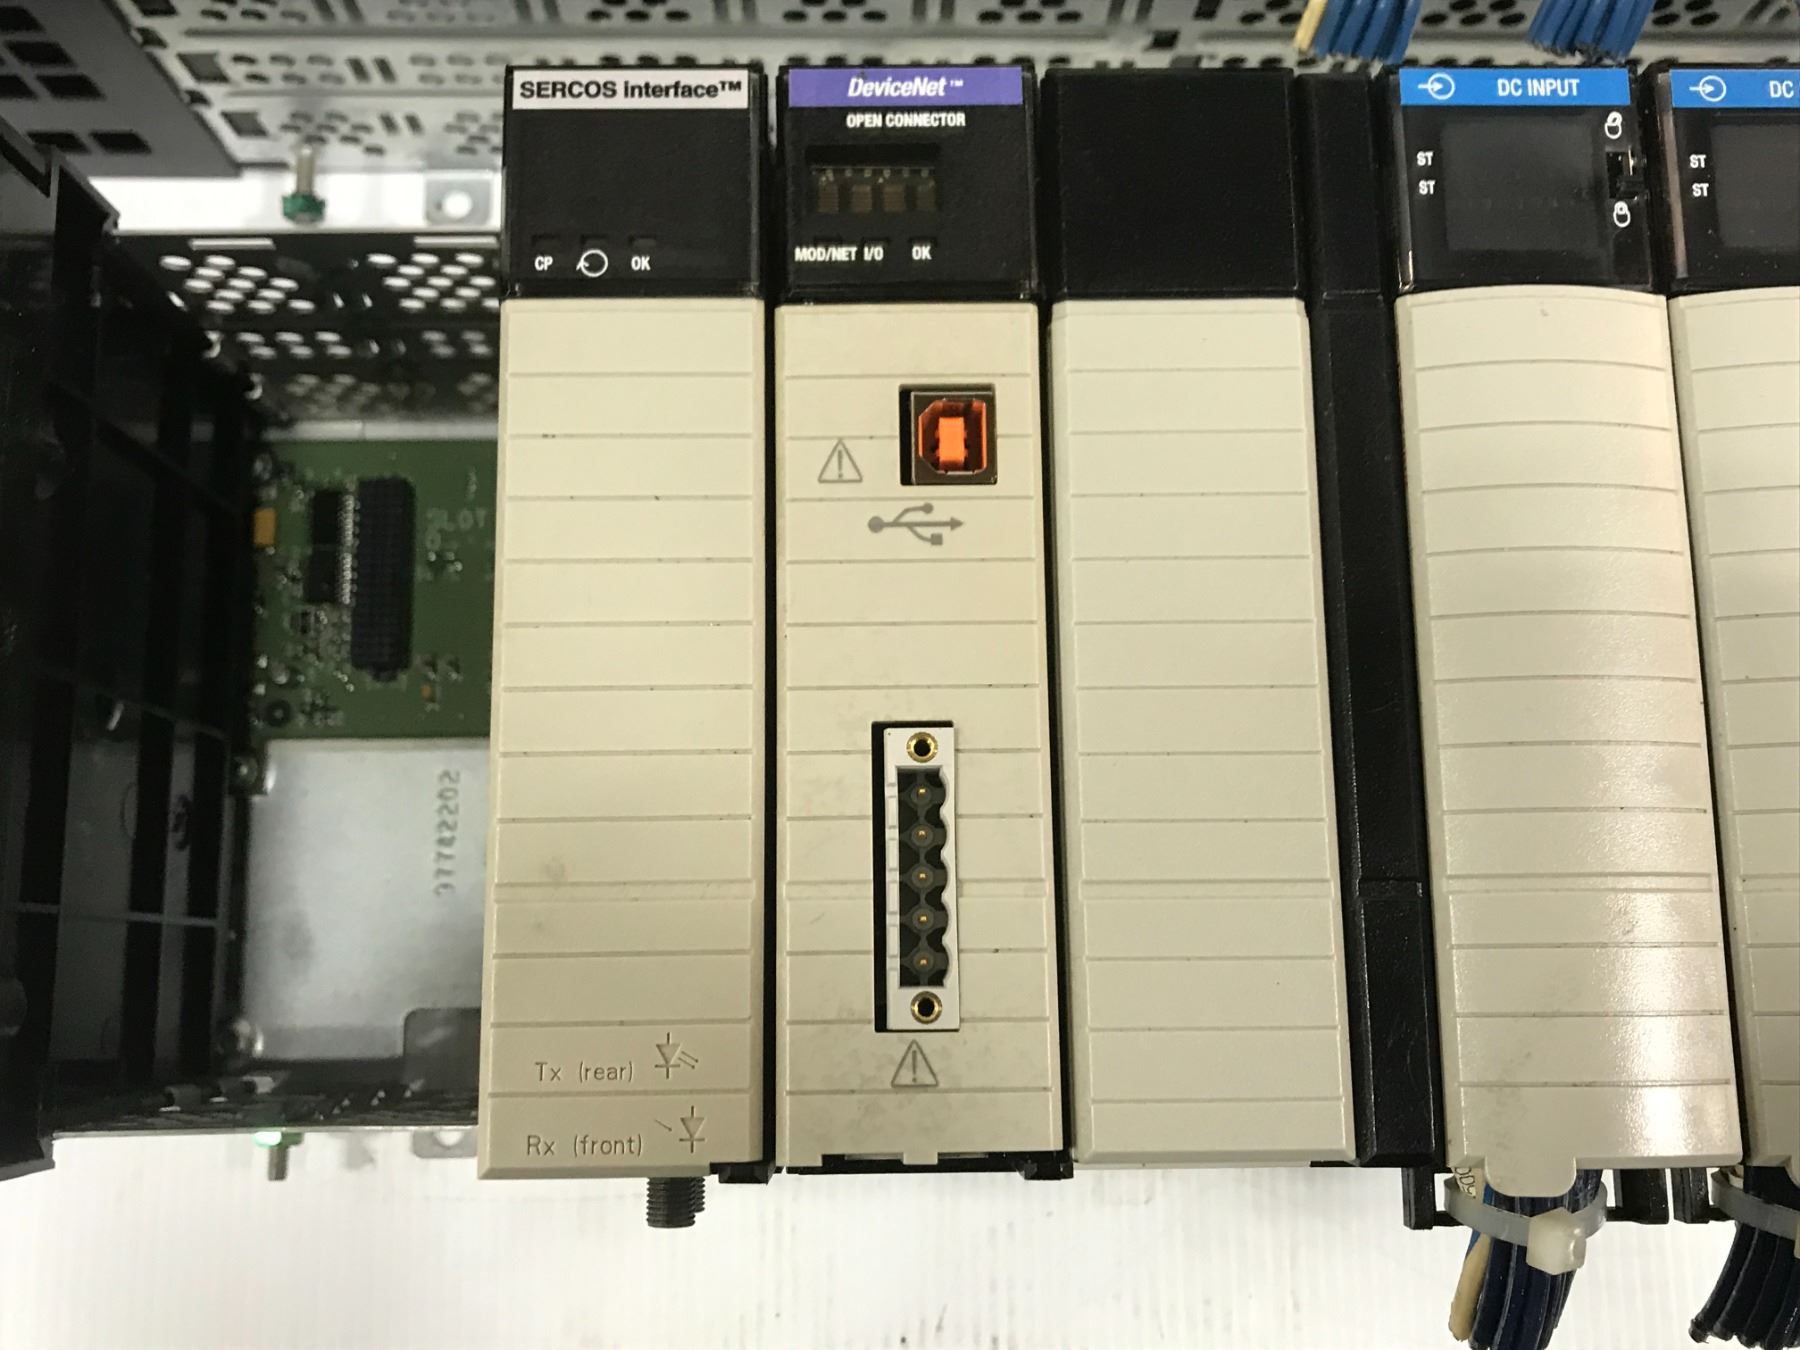 SERCOS interface™
CP
OK
Tx (rear)
Rx (front)
DeviceNet™
OPEN CONNECTOR
MOD/NET I/O OK
DC INPUT
ST
ST
DC
ST
ST
SLOT